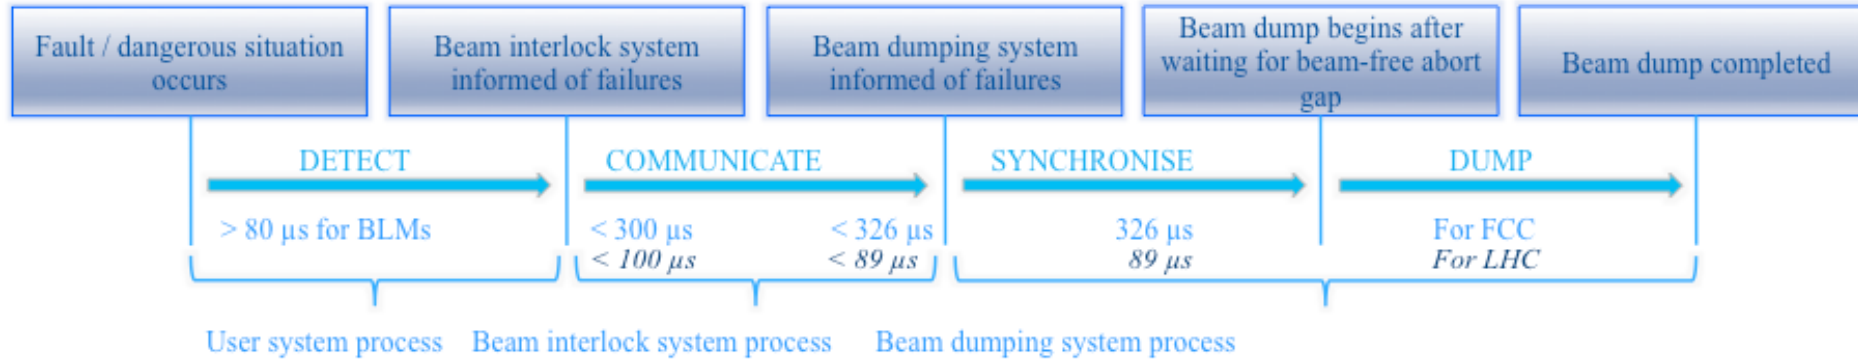 Fault / dangerous situation
occurs
Beam interlock system
informed of failures
Beam dumping system
informed of failures
Beam dump begins after
waiting for beam-free abort
gap
Beam dump completed
DETECT
COMMUNICATE
SYNCHRONISE
DUMP
> 80 µs for BLMs
< 300 µs
< 326 µs
326 µs
For FCC
< 100 µs
< 89 µs
89 µs
For LHC
User system process
Beam interlock system process
Beam dumping system process